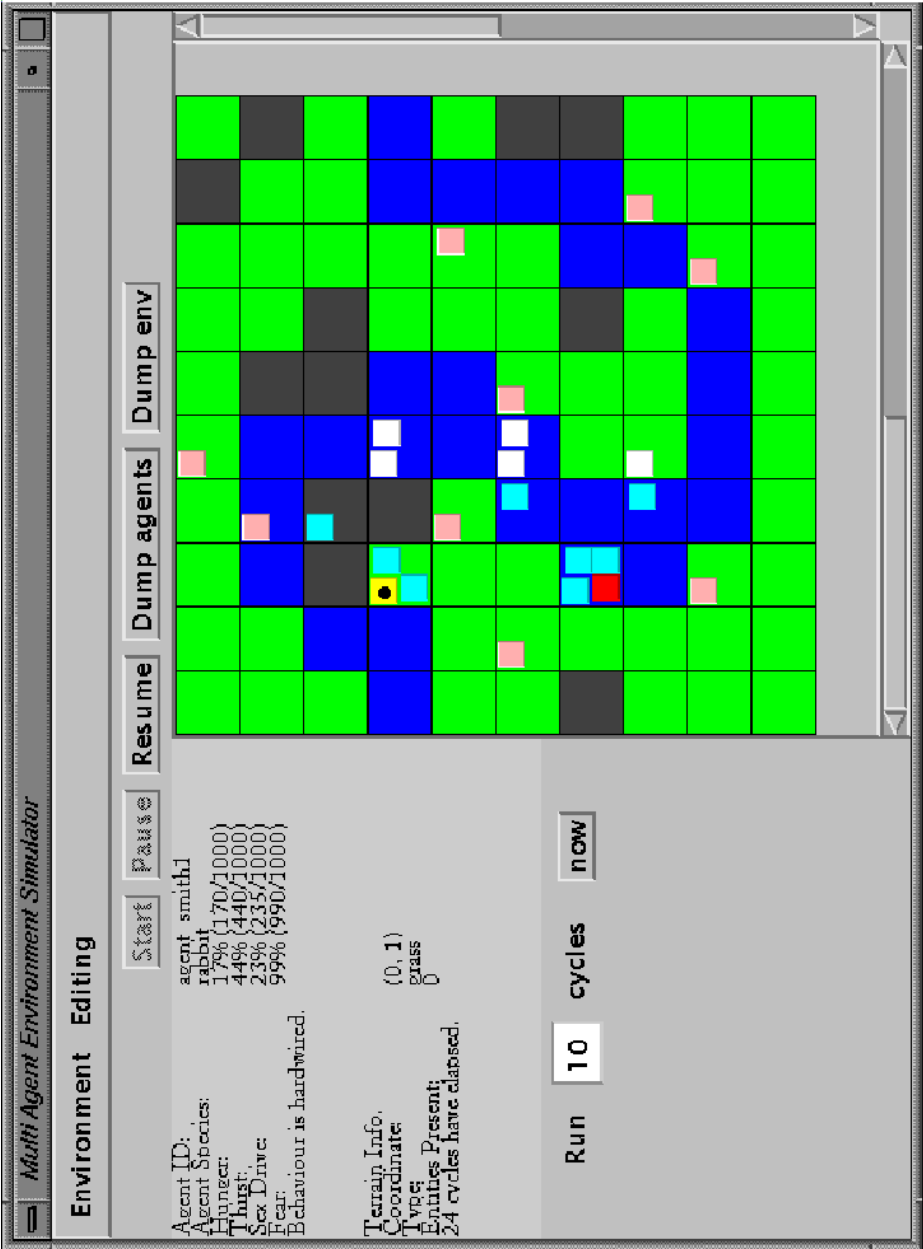 Multi Agent Environment Simulator
Environment Editing
Start Pause Resume Dump agents Dump env
Agent ID: agent_smith1
Agent Species: rabbit
Hunger: 17% (170/1000)
Thirst: 44% (440/1000)
Sex Drive: 23% (235/1000)
Fear: 99% (990/1000)
Behaviour is hardwired.
Terrain Info.
Coordinate: (0, 1)
Type: grass
Entities Present: 0
24 cycles have elapsed.
Run 10 cycles now